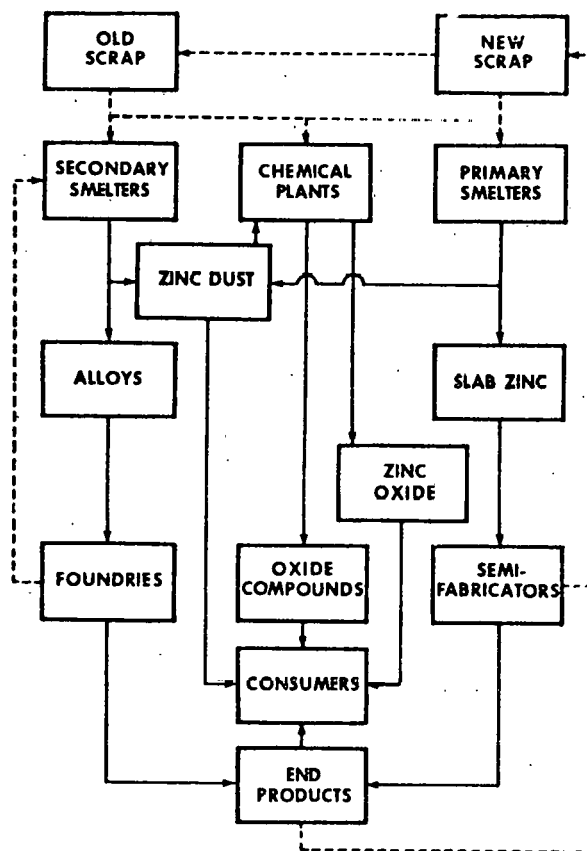 OLD
SCRAP
NEW
SCRAP
SECONDARY
SMELTERS
CHEMICAL
PLANTS
PRIMARY
SMELTERS
ZINC DUST
ALLOYS
SLAB ZINC
ZINC
OXIDE
FOUNDRIES
OXIDE
COMPOUNDS
SEMI-
FABRICATORS
CONSUMERS
END
PRODUCTS